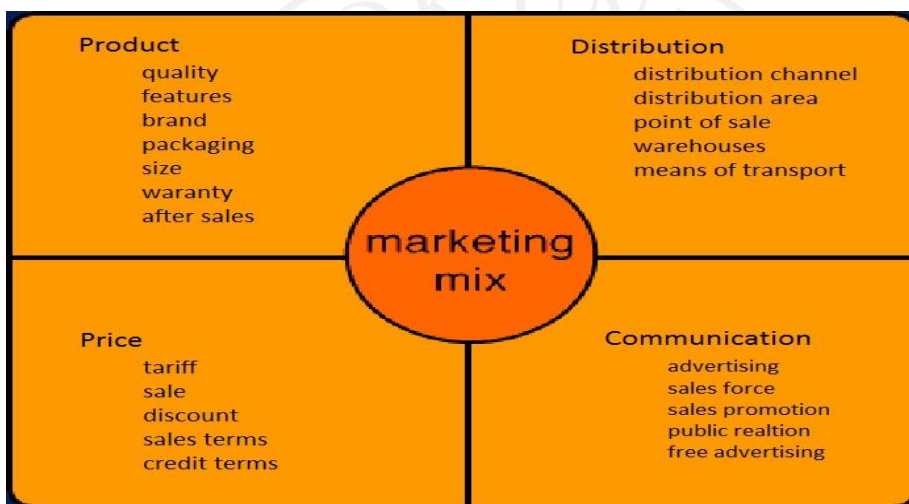 Product
quality
features
brand
packaging
size
waranty
after sales
Distribution
distribution channel
distribution area
point of sale
warehouses
means of transport
marketing
mix
Price
tariff
sale
discount
sales terms
credit terms
Communication
advertising
sales force
sales promotion
public realtion
free advertising